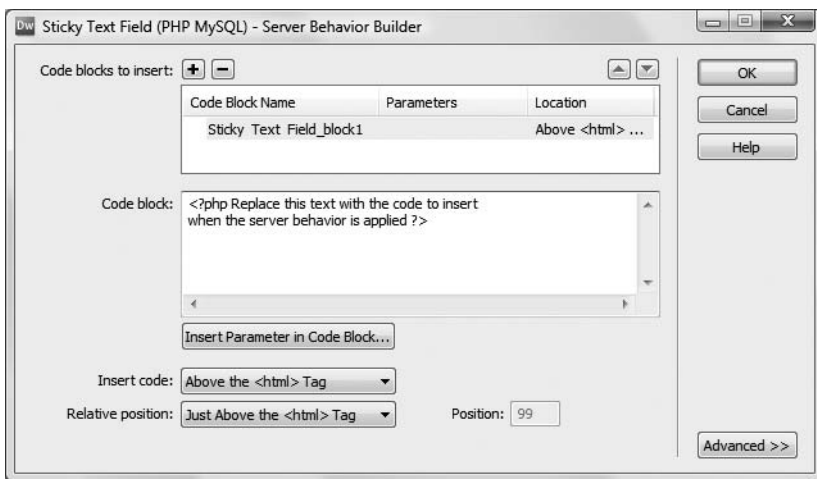 Dw Sticky Text Field (PHP MySQL) - Server Behavior Builder
Code blocks to insert: + −
Code Block Name Parameters Location
Sticky Text Field_block1 Above <html> ...
Code block: <?php Replace this text with the code to insert
when the server behavior is applied ?>
Insert Parameter in Code Block...
Insert code: Above the <html> Tag
Relative position: Just Above the <html> Tag Position: 99
OK
Cancel
Help
Advanced >>